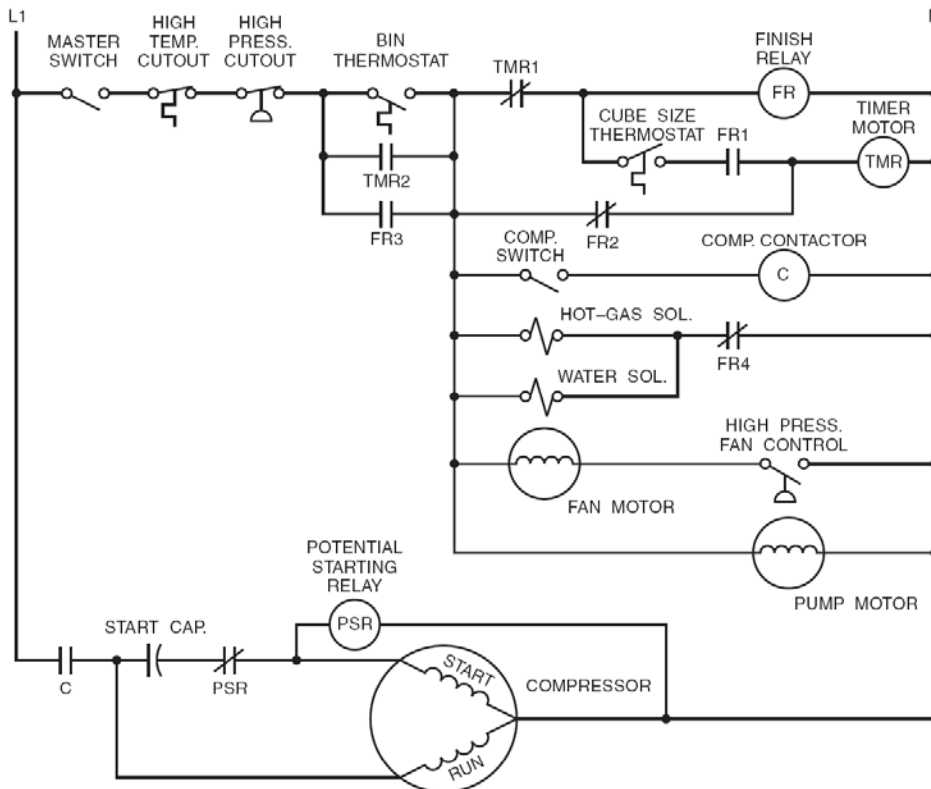 L1
MASTER
SWITCH
HIGH
TEMP.
CUTOUT
HIGH
PRESS.
CUTOUT
BIN
THERMOSTAT
TMR1
FINISH
RELAY
FR
CUBE SIZE
THERMOSTAT
FR1
TIMER
MOTOR
TMR
TMR2
FR3
FR2
COMP.
SWITCH
COMP. CONTACTOR
C
HOT–GAS SOL.
FR4
WATER SOL.
HIGH PRESS.
FAN CONTROL
FAN MOTOR
PUMP MOTOR
POTENTIAL
STARTING
RELAY
PSR
START CAP.
C
PSR
START
COMPRESSOR
RUN